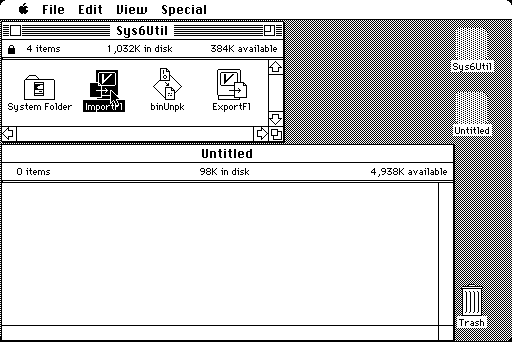 File Edit View Special
Sys6Util
4 items 1,032K in disk 384K available
System Folder ImportFl binUnpk ExportFl
Sys6Util
Untitled
Untitled
0 items 98K in disk 4,938K available
Trash